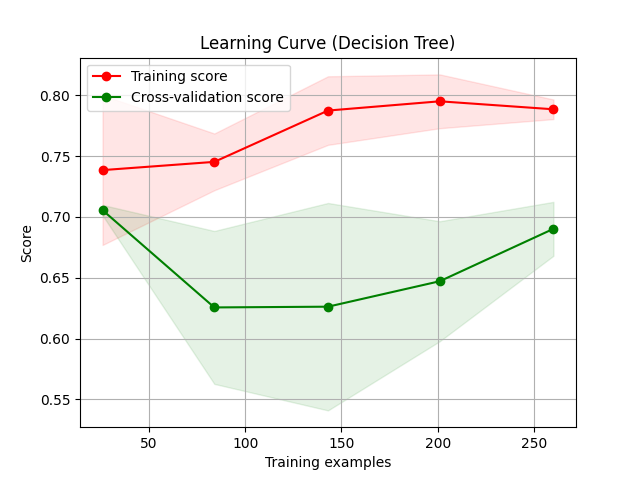 Learning Curve (Decision Tree)
Training score
Cross-validation score
0.80
0.75
0.70
0.65
0.60
0.55
Score
50
100
150
200
250
Training examples